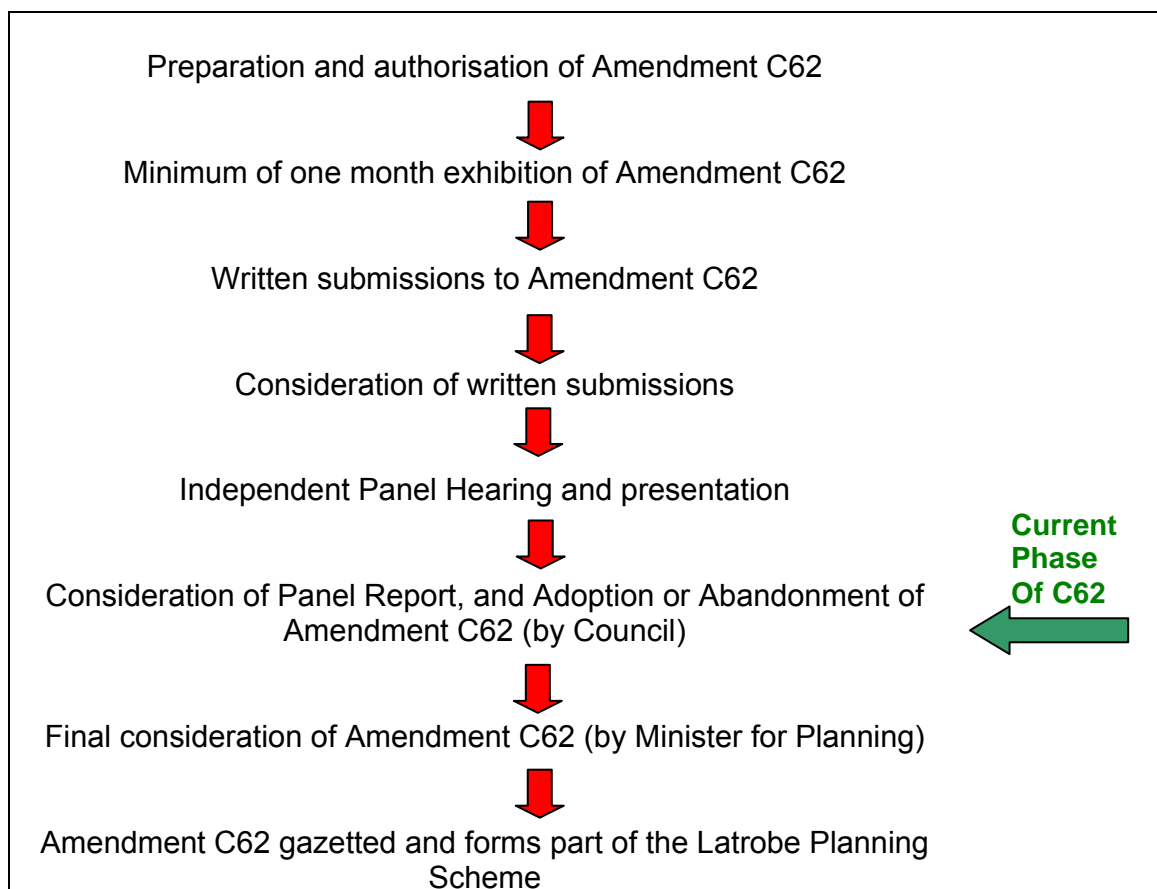 Preparation and authorisation of Amendment C62
Minimum of one month exhibition of Amendment C62
Written submissions to Amendment C62
Consideration of written submissions
Independent Panel Hearing and presentation
Consideration of Panel Report, and Adoption or Abandonment of
Amendment C62 (by Council)
Current
Phase
Of C62
Final consideration of Amendment C62 (by Minister for Planning)
Amendment C62 gazetted and forms part of the Latrobe Planning
Scheme